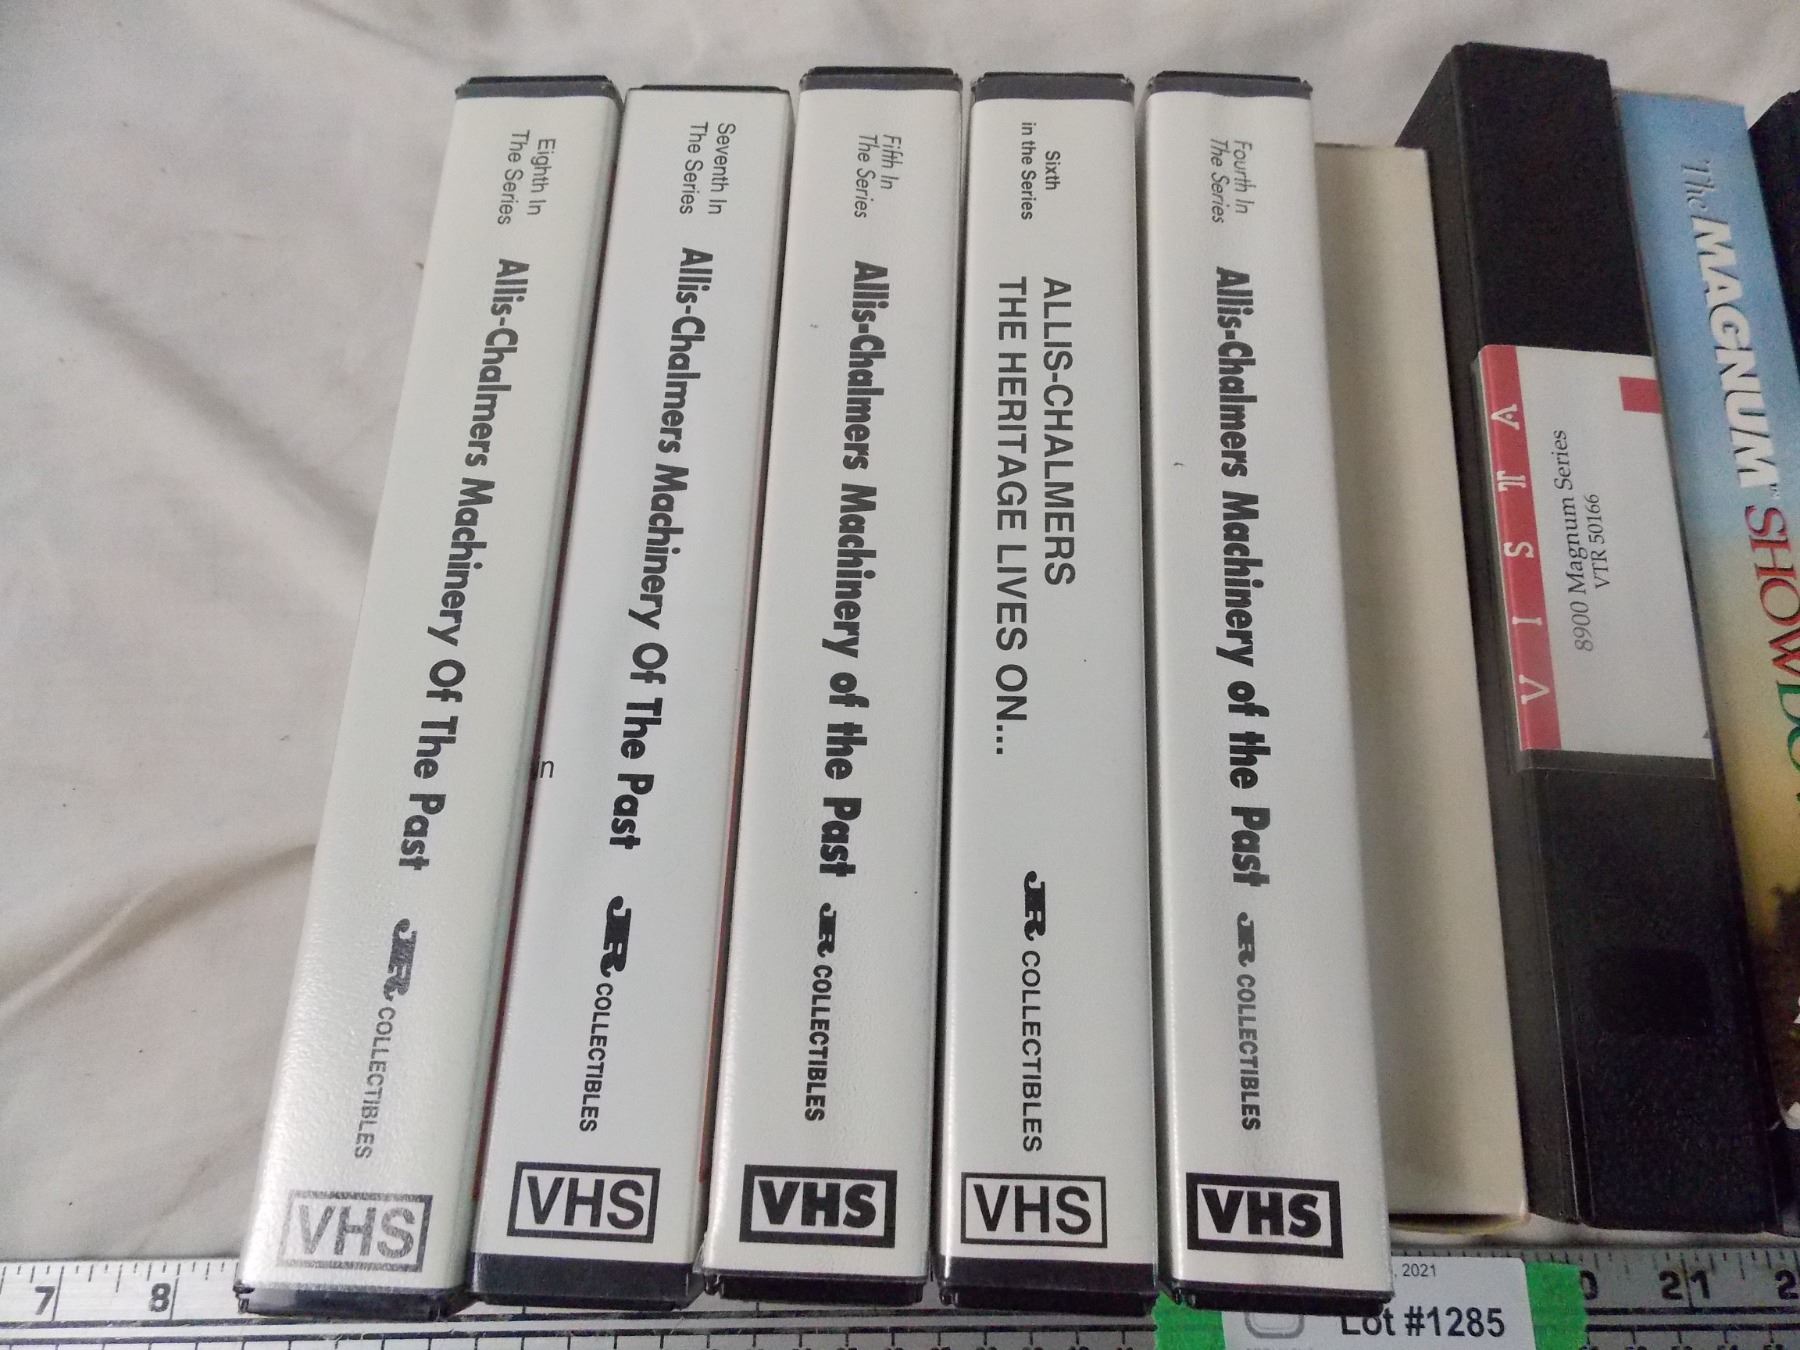 Eighth In
The Series
Allis-Chalmers Machinery Of The Past
JR COLLECTIBLES
VHS
Seventh In
The Series
Allis-Chalmers Machinery Of The Past
JR COLLECTIBLES
VHS
in
Fifth In
The Series
Allis-Chalmers Machinery of the Past
JR COLLECTIBLES
VHS
Sixth
in the Series
ALLIS-CHALMERS
THE HERITAGE LIVES ON...
JR COLLECTIBLES
VHS
Fourth In
The Series
Allis-Chalmers Machinery of the Past
JR COLLECTIBLES
VHS
8900 Magnum Series
VTR 50166
The MAGNUM™ SHOWDO
7 8
21 2
, 2021
Lot #1285